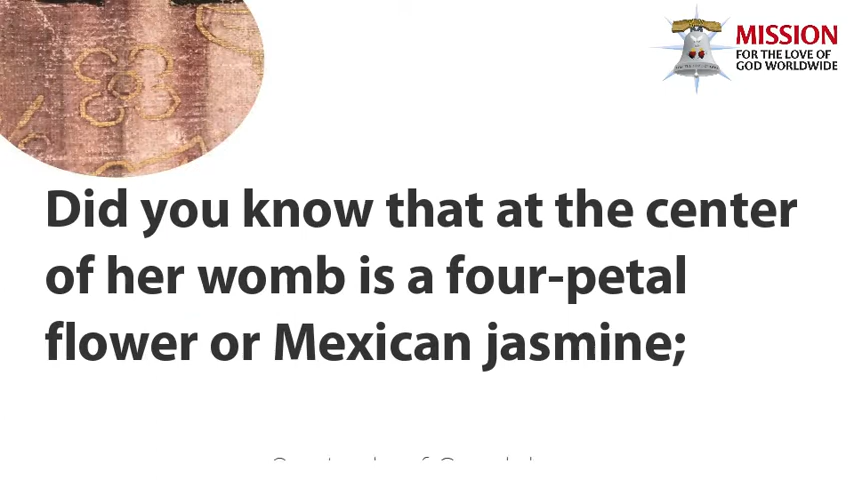 MISSION
FOR THE LOVE OF
GOD WORLDWIDE
Did you know that at the center
of her womb is a four-petal
flower or Mexican jasmine;